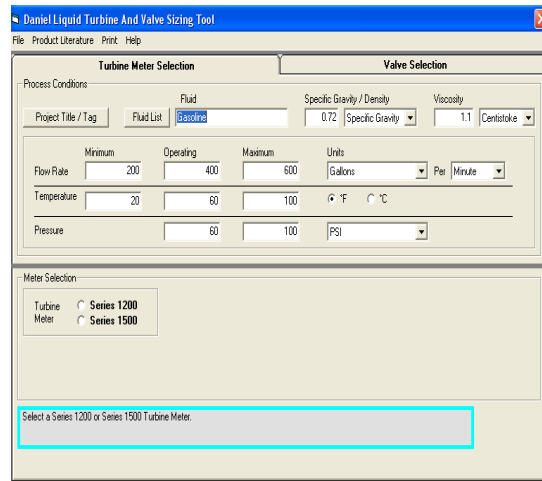 Daniel Liquid Turbine And Valve Sizing Tool
File Product Literature Print Help
Turbine Meter Selection Valve Selection
Process Conditions
Fluid Specific Gravity / Density Viscosity
Project Title / Tag Fluid List Gasoline 0.72 Specific Gravity 1.1 Centistoke
Minimum Operating Maximum Units
Flow Rate 200 400 600 Gallons Per Minute
Temperature 20 60 100 °F °C
Pressure 60 100 PSI
Meter Selection
Turbine Meter Series 1200
Series 1500
Select a Series 1200 or Series 1500 Turbine Meter.